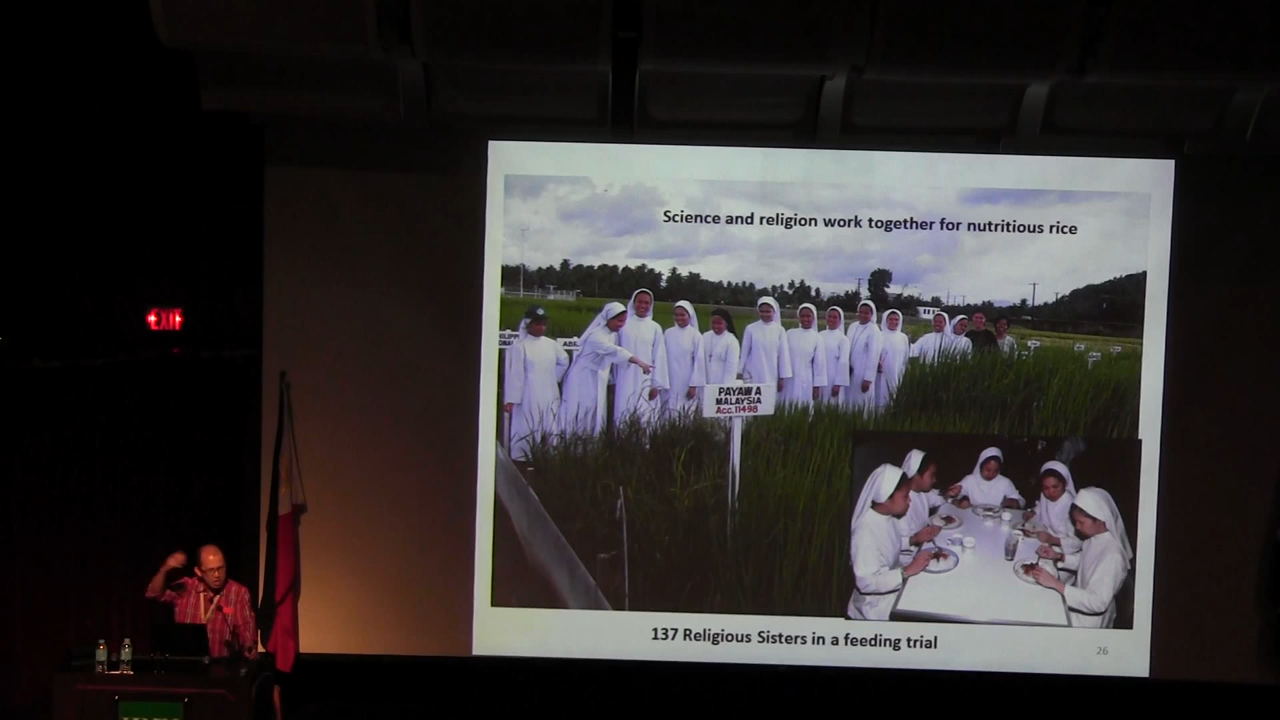 Science and religion work together for nutritious rice
EXIT
PAYAWA
MALAYSIA
Acc.11498
137 Religious Sisters in a feeding trial
26